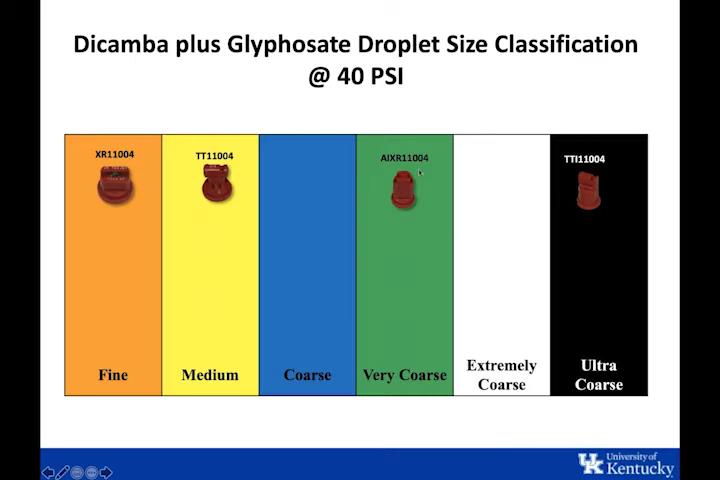 Dicamba plus Glyphosate Droplet Size Classification
@ 40 PSI
XR11004
TT11004
AIXR11004
TTI11004
Fine
Medium
Coarse
Very Coarse
Extremely
Coarse
Ultra
Coarse
UK
University of
Kentucky